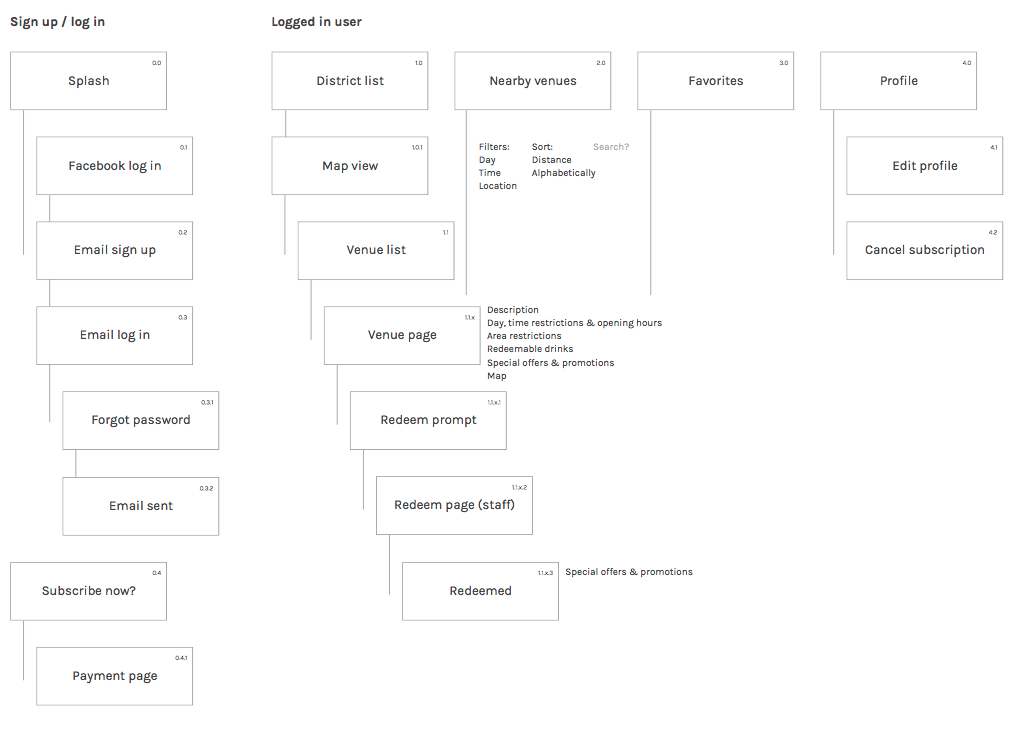 Sign up / log in
0.0
Splash
0.1
Facebook log in
0.2
Email sign up
0.3
Email log in
0.3.1
Forgot password
0.3.2
Email sent
0.4
Subscribe now?
0.4.1
Payment page
Logged in user
1.0
District list
1.0.1
Map view
1.1
Venue list
1.1.x
Venue page
Description
Day, time restrictions & opening hours
Area restrictions
Redeemable drinks
Special offers & promotions
Map
1.1.x.1
Redeem prompt
1.1.x.2
Redeem page (staff)
1.1.x.3
Redeemed
Special offers & promotions
2.0
Nearby venues
Filters:
Day
Time
Location
Sort:
Distance
Alphabetically
Search?
3.0
Favorites
4.0
Profile
4.1
Edit profile
4.2
Cancel subscription